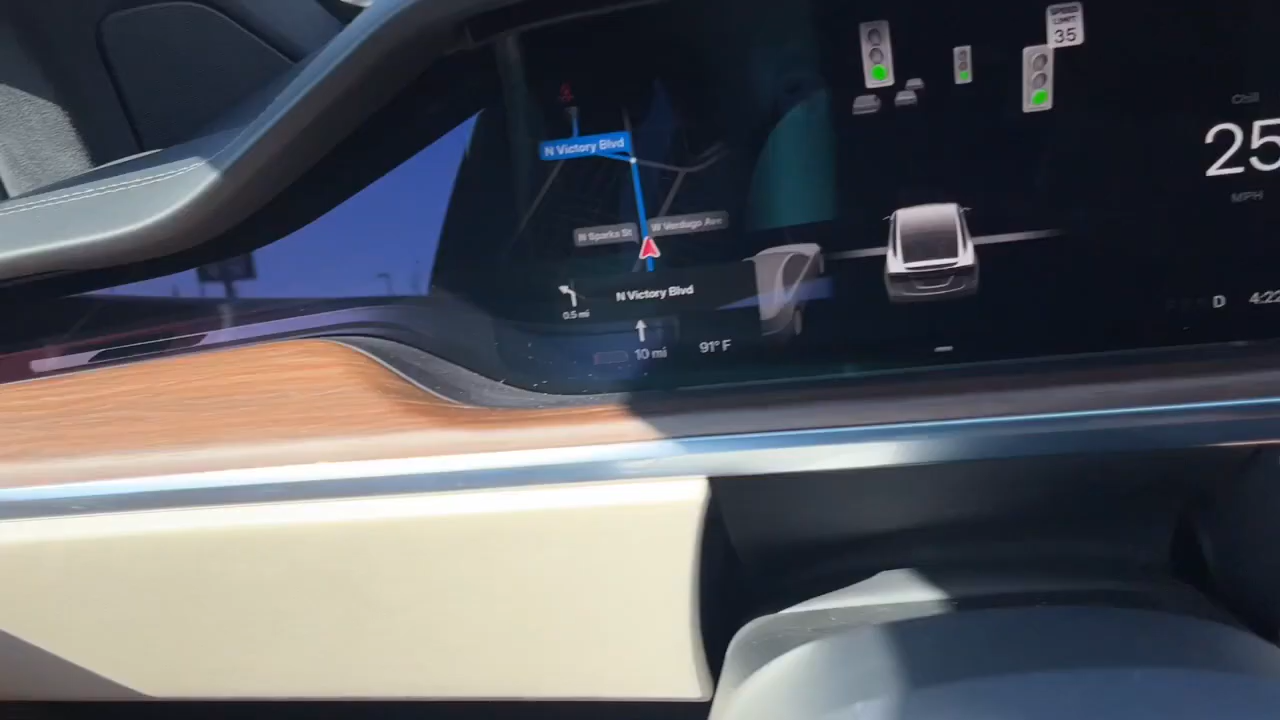 SPEED
LIMIT
35
Chill
25
MPH
N Victory Blvd
N Sparks St
W Verdugo Ave
N Victory Blvd
0.5 mi
10 mi
91°F
D
4:22